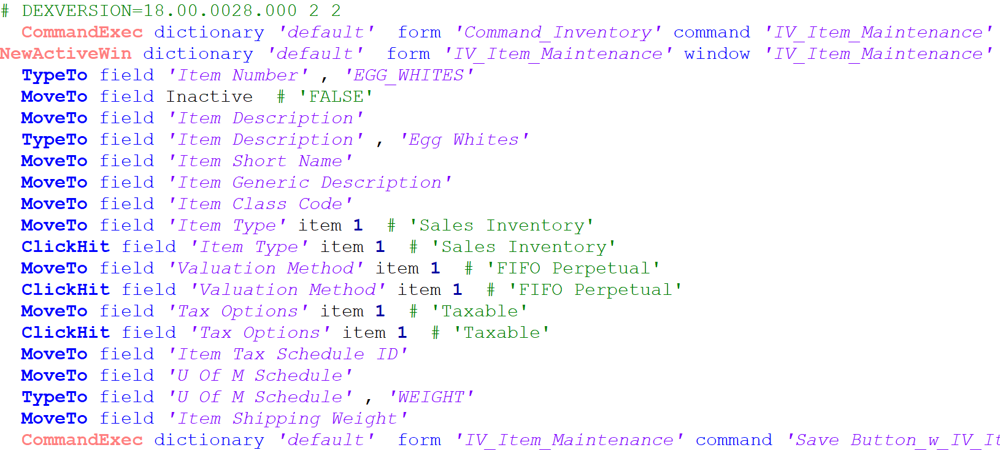 # DEXVERSION=18.00.0028.000 2 2
CommandExec dictionary 'default' form 'Command_Inventory' command 'IV_Item_Maintenance'
NewActiveWin dictionary 'default' form 'IV_Item_Maintenance' window 'IV_Item_Maintenance'
TypeTo field 'Item Number' , 'EGG_WHITES'
MoveTo field Inactive # 'FALSE'
MoveTo field 'Item Description'
TypeTo field 'Item Description' , 'Egg Whites'
MoveTo field 'Item Short Name'
MoveTo field 'Item Generic Description'
MoveTo field 'Item Class Code'
MoveTo field 'Item Type' item 1 # 'Sales Inventory'
ClickHit field 'Item Type' item 1 # 'Sales Inventory'
MoveTo field 'Valuation Method' item 1 # 'FIFO Perpetual'
ClickHit field 'Valuation Method' item 1 # 'FIFO Perpetual'
MoveTo field 'Tax Options' item 1 # 'Taxable'
ClickHit field 'Tax Options' item 1 # 'Taxable'
MoveTo field 'Item Tax Schedule ID'
MoveTo field 'U Of M Schedule'
TypeTo field 'U Of M Schedule' , 'WEIGHT'
MoveTo field 'Item Shipping Weight'
CommandExec dictionary 'default' form 'IV_Item_Maintenance' command 'Save Button_w_IV_It